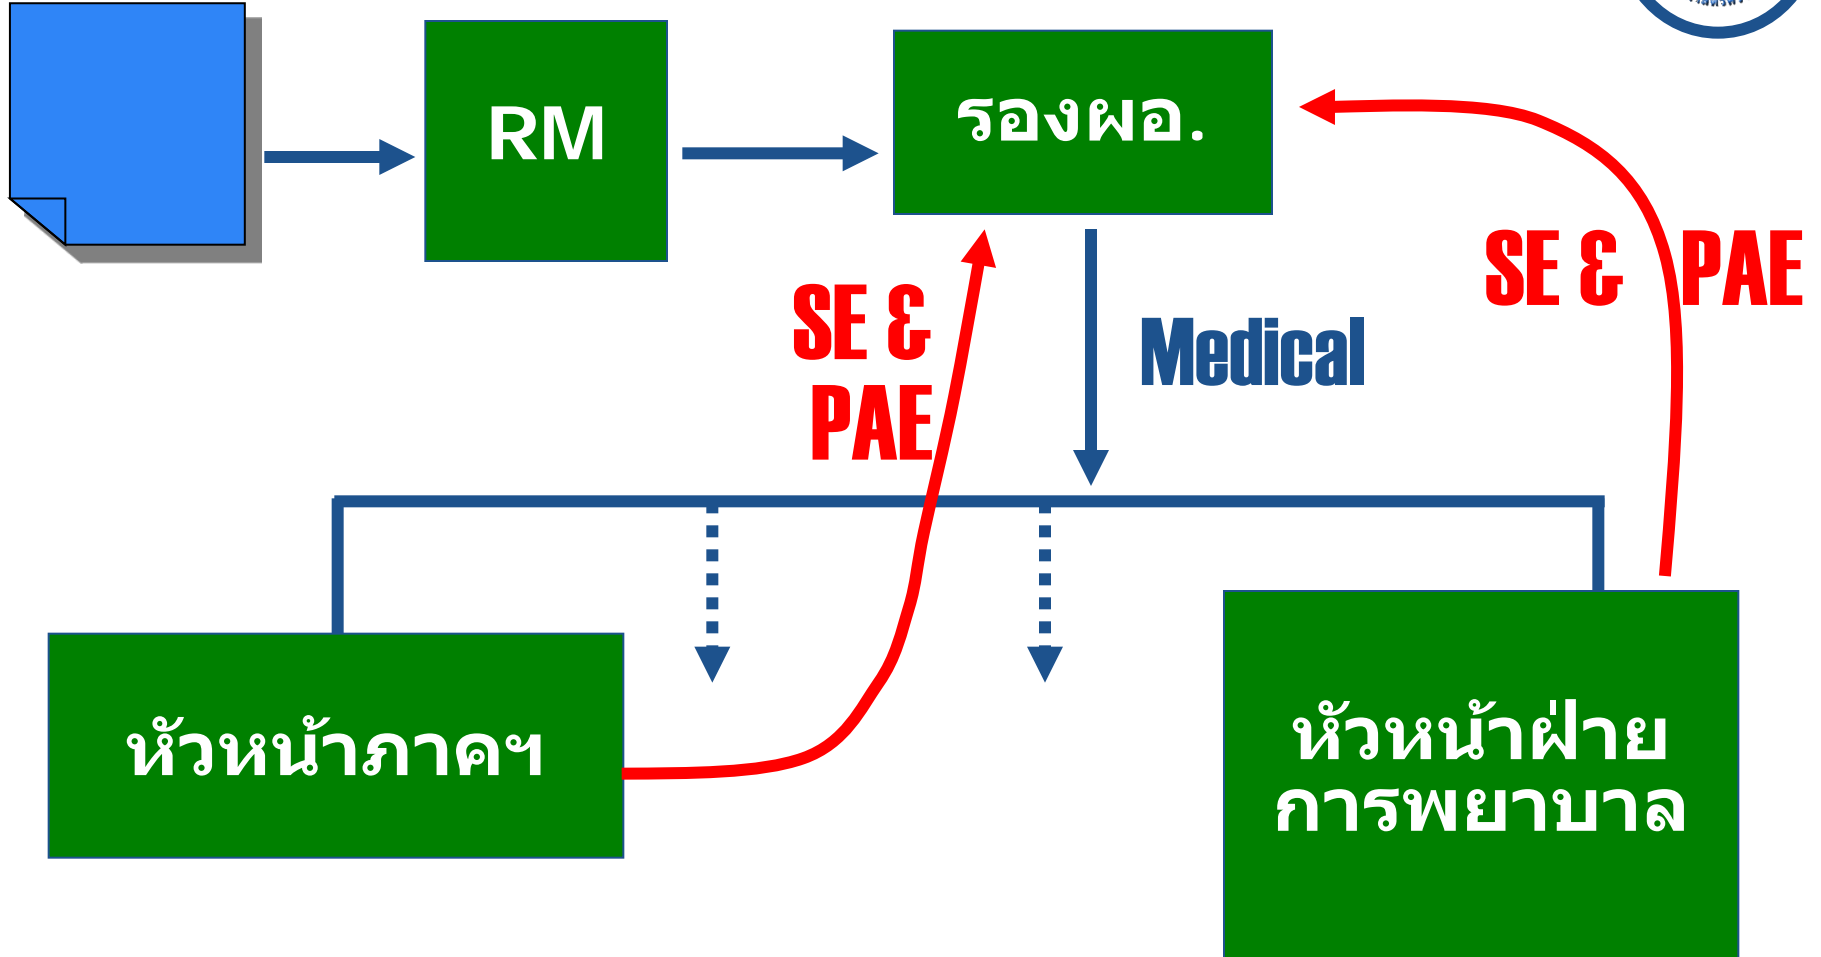 RM
รองผอ.
SE & PAE
SE &
PAE
Medical
หัวหน้าภาคฯ
หัวหน้าฝ่าย
การพยาบาล